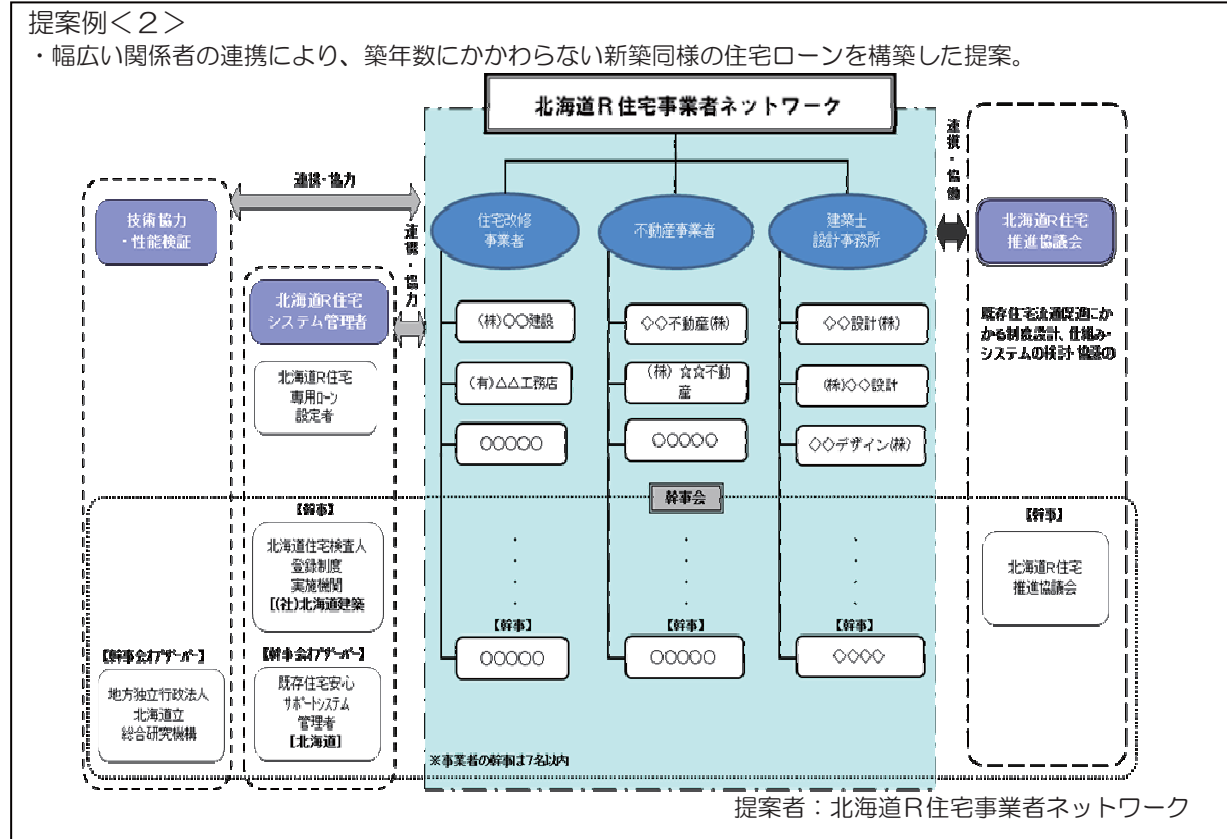 提案例<２>
・幅広い関係者の連携により、築年数にかかわらない新築同様の住宅ローンを構築した提案。
北海道Ｒ住宅事業者ネットワーク
連携・協力
連携・協力
連携・協働
技術協力
・性能検証
北海道R住宅
システム管理者
住宅改修
事業者
不動産事業者
建築士
設計事務所
北海道R住宅
推進協議会
北海道R住宅
専用ローン
設定者
(株)〇〇建設
(有)△△工務店
〇〇〇〇〇
◇◇不動産(株)
(株) ☆☆不動
産
〇〇〇〇〇
◇◇設計(株)
(株)◇◇設計
◇◇デザイン(株)
既存住宅流通促進にか
かる制度設計、仕組み・
システムの検討・協議の
幹事会
【幹事】
北海道住宅検査人
登録制度
実施機関
[(社)北海道建築
【幹事】
北海道R住宅
推進協議会
【幹事会オブザーバー】
地方独立行政法人
北海道立
総合研究機構
【幹事会オブザーバー】
既存住宅安心
サポートシステム
管理者
[北海道]
【幹事】
〇〇〇〇〇
【幹事】
〇〇〇〇〇
【幹事】
◇◇◇◇
※事業者の幹事は7名以内
提案者：北海道Ｒ住宅事業者ネットワーク